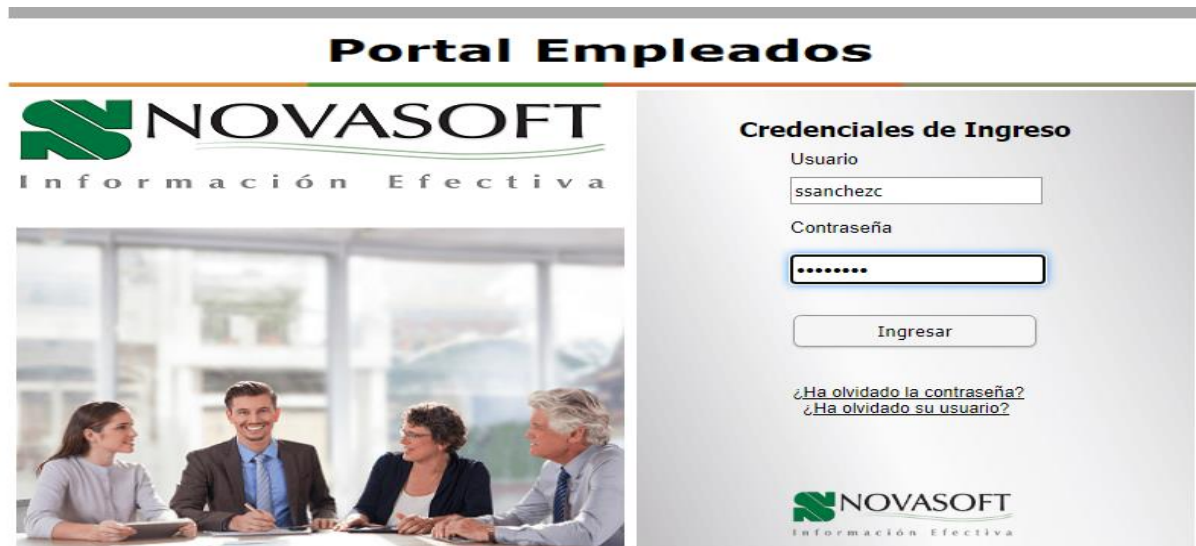 Portal Empleados
NOVASOFT
Información Efectiva
Credenciales de Ingreso
Usuario
ssanchezc
Contraseña
••••••••
Ingresar
¿Ha olvidado la contraseña?
¿Ha olvidado su usuario?
NOVASOFT
Información Efectiva